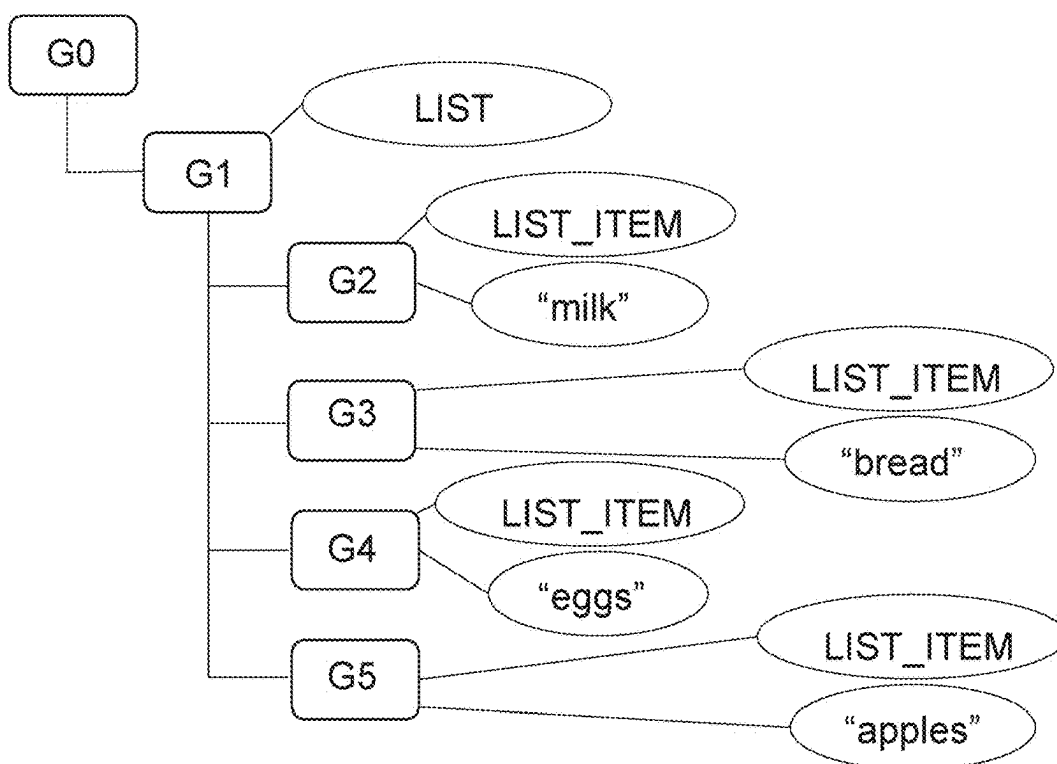 G0
LIST
G1
LIST_ITEM
G2
“milk”
LIST_ITEM
G3
“bread”
LIST_ITEM
G4
“eggs”
LIST_ITEM
G5
“apples”